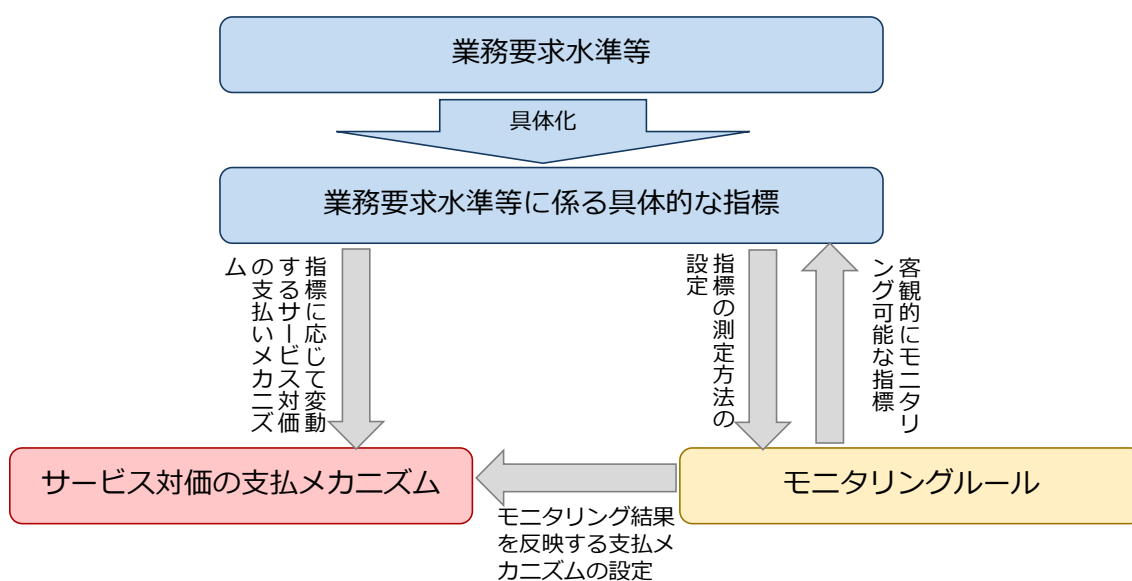 業務要求水準等
具体化
業務要求水準等に係る具体的な指標
指標に応じて変動
するサービス対価
の支払いメカニズ
ム
指標の測定方法の
設定
客観的にモニタリ
ング可能な指標
サービス対価の支払メカニズム
モニタリングルール
モニタリング結果
を反映する支払メ
カニズムの設定